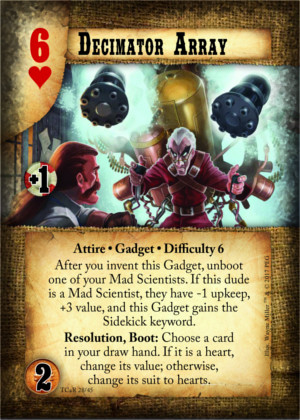 6
DECIMATOR ARRAY
+1
Attire • Gadget • Difficulty 6
After you invent this Gadget, unboot
one of your Mad Scientists. If this dude
is a Mad Scientist, they have -1 upkeep,
+3 value, and this Gadget gains the
Sidekick keyword.
Resolution, Boot: Choose a card
in your draw hand. If it is a heart,
change its value; otherwise,
change its suit to hearts.
2